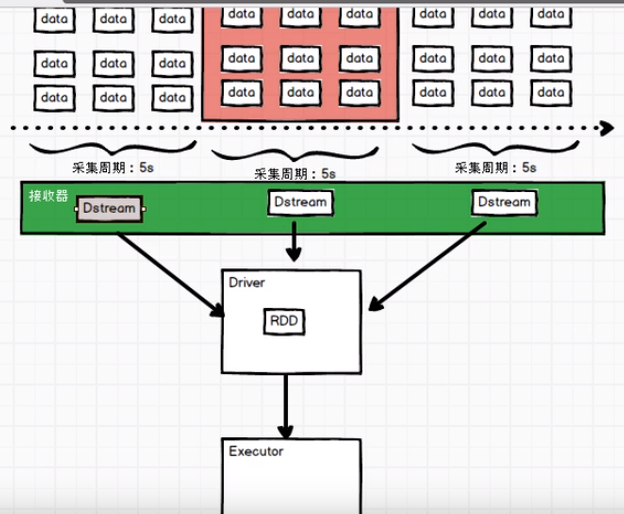 data data data data data data data data data
data data data data data data data data data
data data data data data data data data data
采集周期：5s 采集周期：5s 采集周期：5s
接收器
Dstream Dstream Dstream
Driver
RDD
Executor